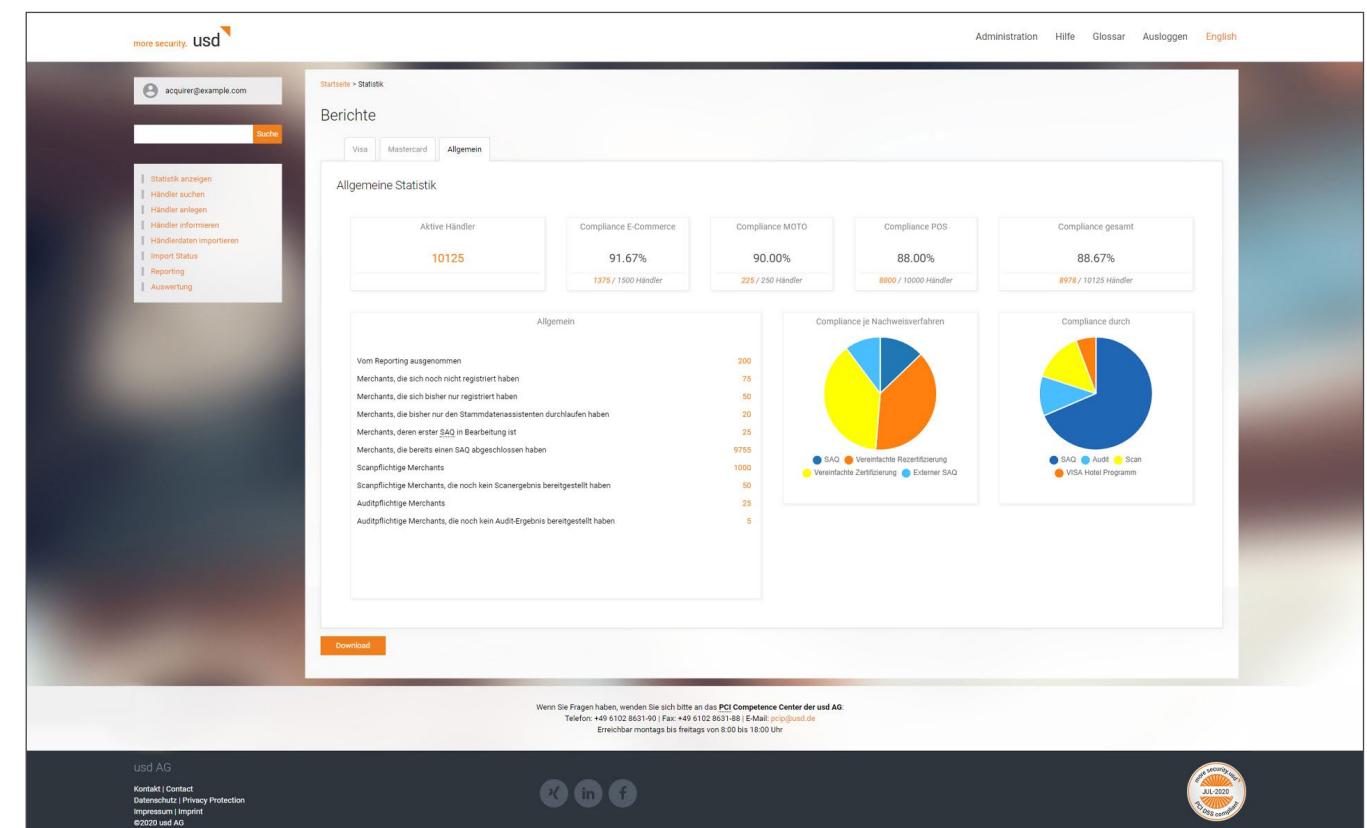 more security. usd
Administration Hilfe Glossar Ausloggen English
acquirer@example.com
Suche
Statistik anzeigen
Händler suchen
Händler anlegen
Händler informieren
Händlerdaten importieren
Import Status
Reporting
Auswertung
Startseite > Statistik
Berichte
Visa Mastercard Allgemein
Allgemeine Statistik
Aktive Händler
10125
Compliance E-Commerce
91.67%
1375 / 1500 Händler
Compliance MOTO
90.00%
225 / 250 Händler
Compliance POS
88.00%
8800 / 10000 Händler
Compliance gesamt
88.67%
8978 / 10125 Händler
Allgemein
Vom Reporting ausgenommen 200
Merchants, die sich noch nicht registriert haben 75
Merchants, die sich bisher nur registriert haben 50
Merchants, die bisher nur den Stammdatenassistenten durchlaufen haben 20
Merchants, deren erster SAQ in Bearbeitung ist 25
Merchants, die bereits einen SAQ abgeschlossen haben 9755
Scanpflichtige Merchants 1000
Scanpflichtige Merchants, die noch kein Scanergebnis bereitgestellt haben 50
Auditpflichtige Merchants 25
Auditpflichtige Merchants, die noch kein Audit-Ergebnis bereitgestellt haben 5
Compliance je Nachweisverfahren
SAQ Vereinfachte Rezertifizierung
Vereinfachte Zertifizierung Externer SAQ
Compliance durch
SAQ Audit Scan
VISA Hotel Programm
Download
Wenn Sie Fragen haben, wenden Sie sich bitte an das PCI Competence Center der usd AG:
Telefon: +49 6102 8631-90 | Fax: +49 6102 8631-88 | E-Mail: pcip@usd.de
Erreichbar montags bis freitags von 8:00 bis 18:00 Uhr
usd AG
Kontakt | Contact
Datenschutz | Privacy Protection
Impressum | Imprint
©2020 usd AG
in f
more security. usd
JUL-2020
PCI DSS compliant